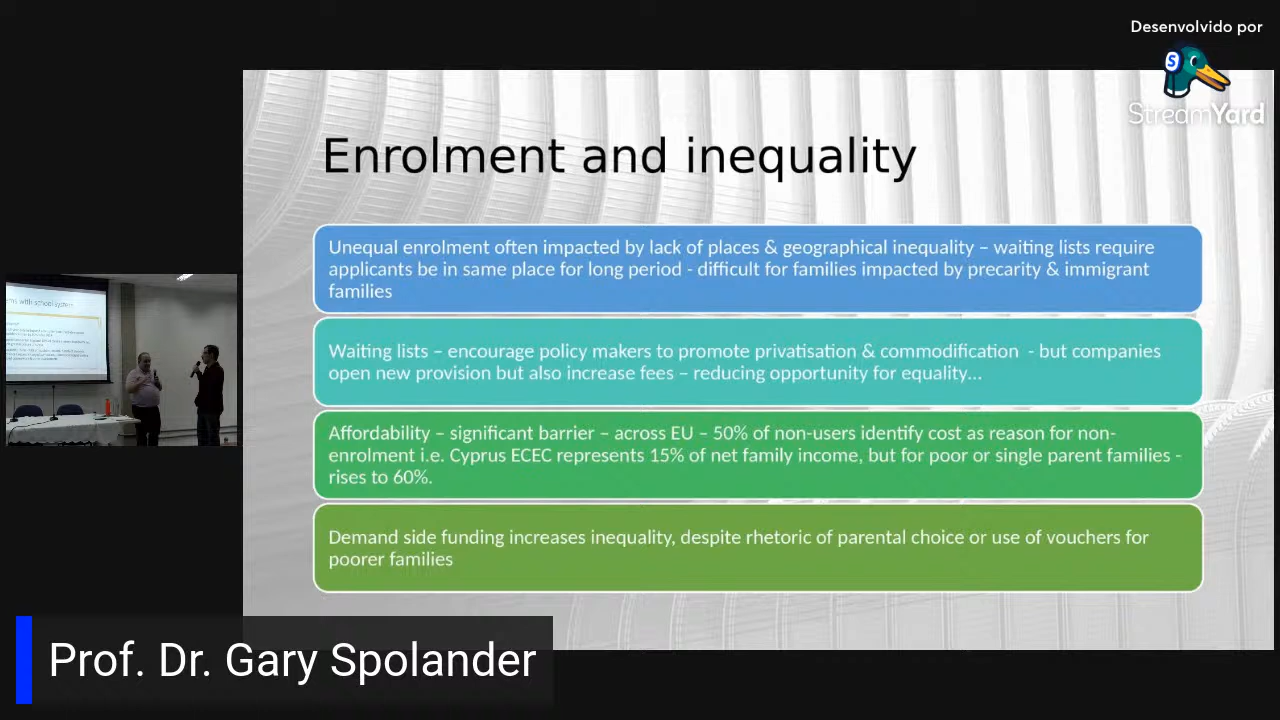 Desenvolvido por
StreamYard
Enrolment and inequality
Unequal enrolment often impacted by lack of places & geographical inequality – waiting lists require
applicants be in same place for long period - difficult for families impacted by precarity & immigrant
families
Waiting lists – encourage policy makers to promote privatisation & commodification - but companies
open new provision but also increase fees – reducing opportunity for equality...
Affordability – significant barrier – across EU – 50% of non-users identify cost as reason for non-
enrolment i.e. Cyprus ECEC represents 15% of net family income, but for poor or single parent families -
rises to 60%.
Demand side funding increases inequality, despite rhetoric of parental choice or use of vouchers for
poorer families
ems with school system
Prof. Dr. Gary Spolander